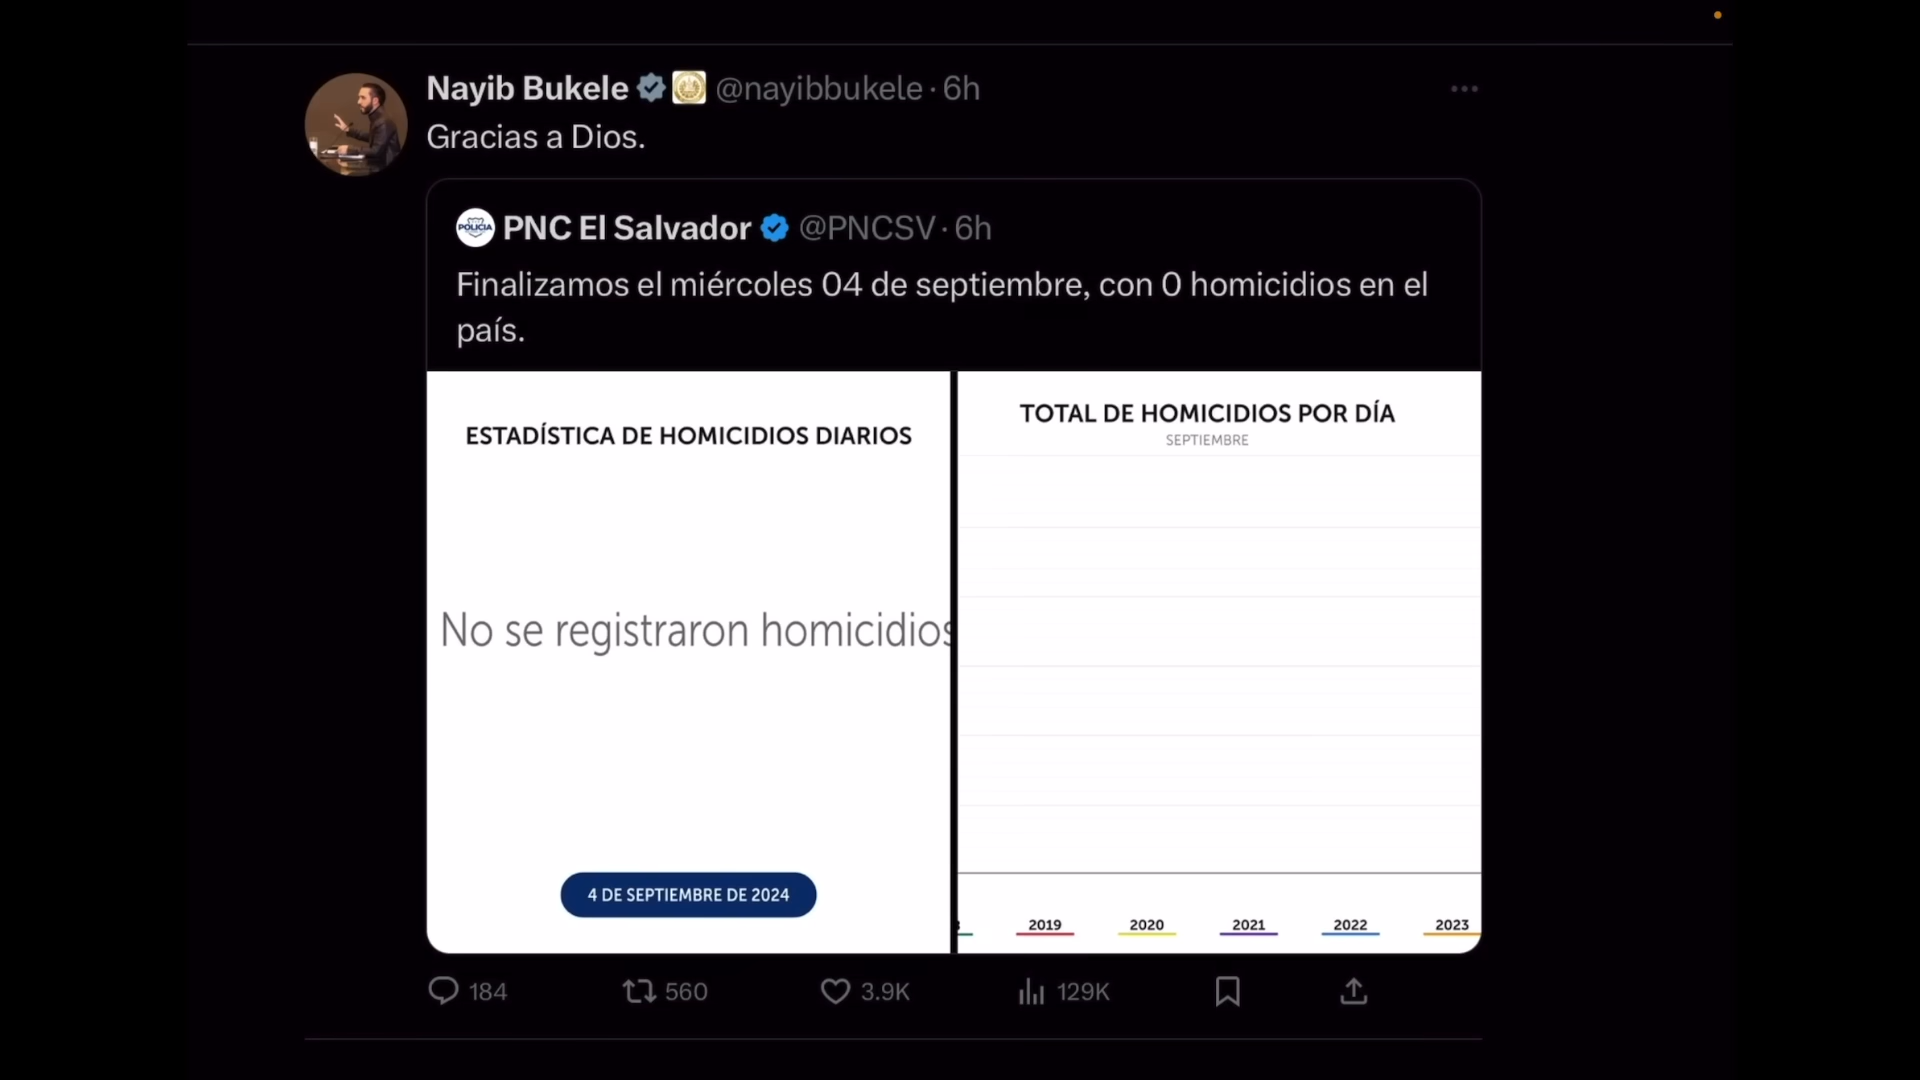 Nayib Bukele @nayibbukele · 6h
Gracias a Dios.
POLICIA
PNC El Salvador @PNCSV · 6h
Finalizamos el miércoles 04 de septiembre, con 0 homicidios en el
país.
ESTADÍSTICA DE HOMICIDIOS DIARIOS
No se registraron homicidios
4 DE SEPTIEMBRE DE 2024
TOTAL DE HOMICIDIOS POR DÍA
SEPTIEMBRE
2019 2020 2021 2022 2023
184 560 3.9K 129K